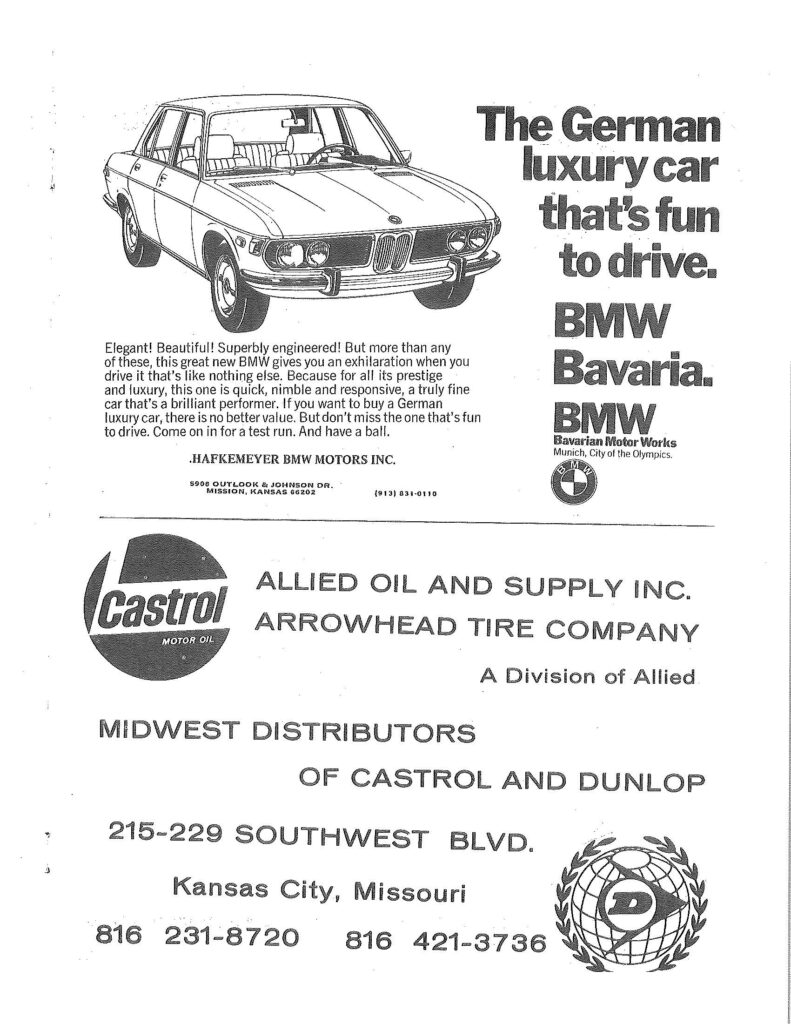 The German
luxury car
that's fun
to drive.
BMW
Bavaria.
BMW
Bavarian Motor Works
Munich, City of the Olympics.
BMW
Elegant! Beautiful! Superbly engineered! But more than any
of these, this great new BMW gives you an exhilaration when you
drive it that's like nothing else. Because for all its prestige
and luxury, this one is quick, nimble and responsive, a truly fine
car that's a brilliant performer. If you want to buy a German
luxury car, there is no better value. But don't miss the one that's fun
to drive. Come on in for a test run. And have a ball.
.HAFKEMEYER BMW MOTORS INC.
5908 OUTLOOK & JOHNSON DR.
MISSION, KANSAS 66202 (913) 831-0110
Castrol
MOTOR OIL
ALLIED OIL AND SUPPLY INC.
ARROWHEAD TIRE COMPANY
A Division of Allied
MIDWEST DISTRIBUTORS
OF CASTROL AND DUNLOP
215-229 SOUTHWEST BLVD.
Kansas City, Missouri
816 231-8720 816 421-3736
D